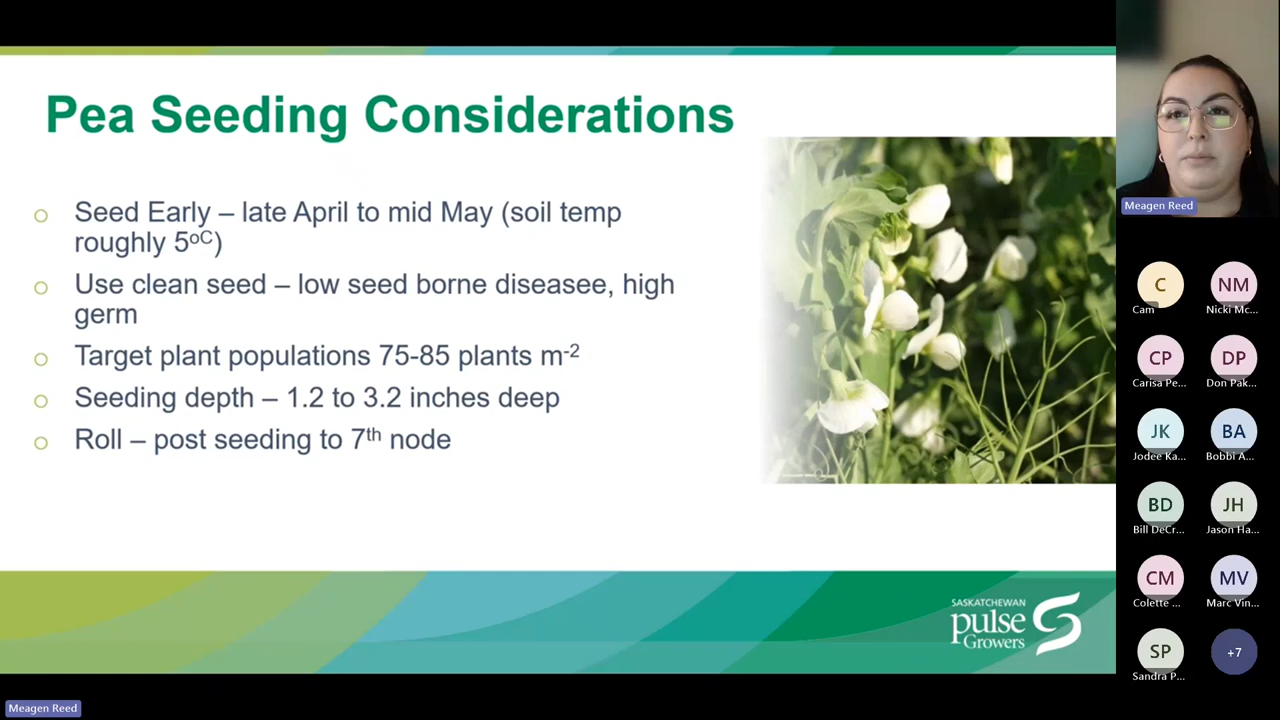 Pea Seeding Considerations
Seed Early – late April to mid May (soil temp
roughly 5ºC)
Use clean seed – low seed borne diseasee, high
germ
Target plant populations 75-85 plants m-2
Seeding depth – 1.2 to 3.2 inches deep
Roll – post seeding to 7th node
SASKATCHEWAN
pulse
Growers
Meagen Reed
C
NM
Cam
Nicki Mc...
CP
DP
Carisa Pe...
Don Pak...
JK
BA
Jodee Ka...
Bobbi A...
BD
JH
Bill DeCr...
Jason Ha...
CM
MV
Colette ...
Marc Vin...
SP
+7
Sandra P...
Meagen Reed